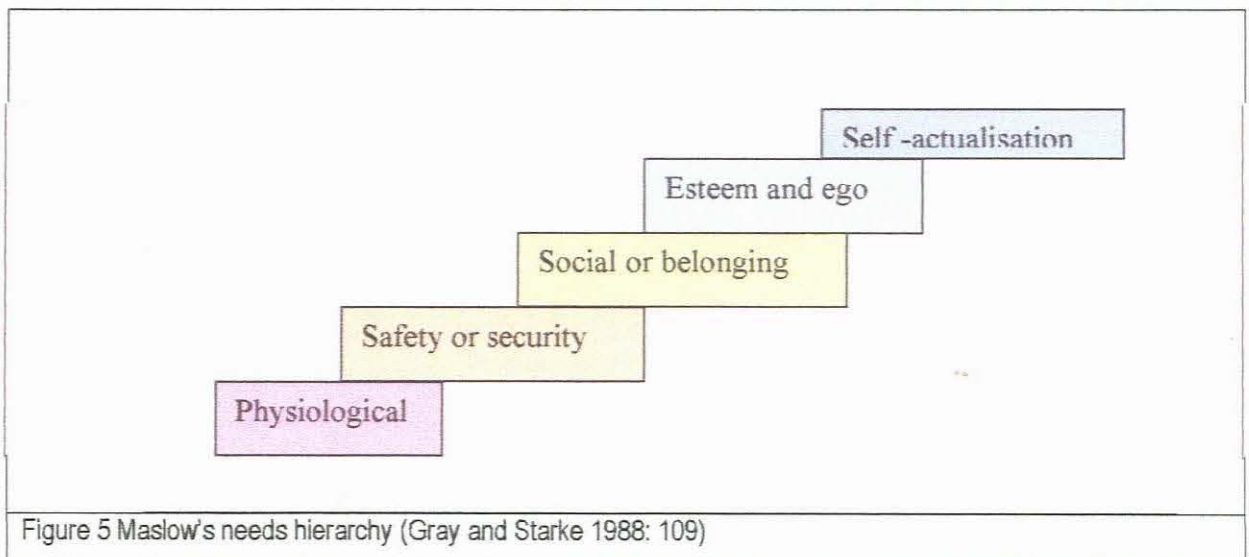 Self -actualisation
Esteem and ego
Social or belonging
Safety or security
Physiological
Figure 5 Maslow's needs hierarchy (Gray and Starke 1988: 109)